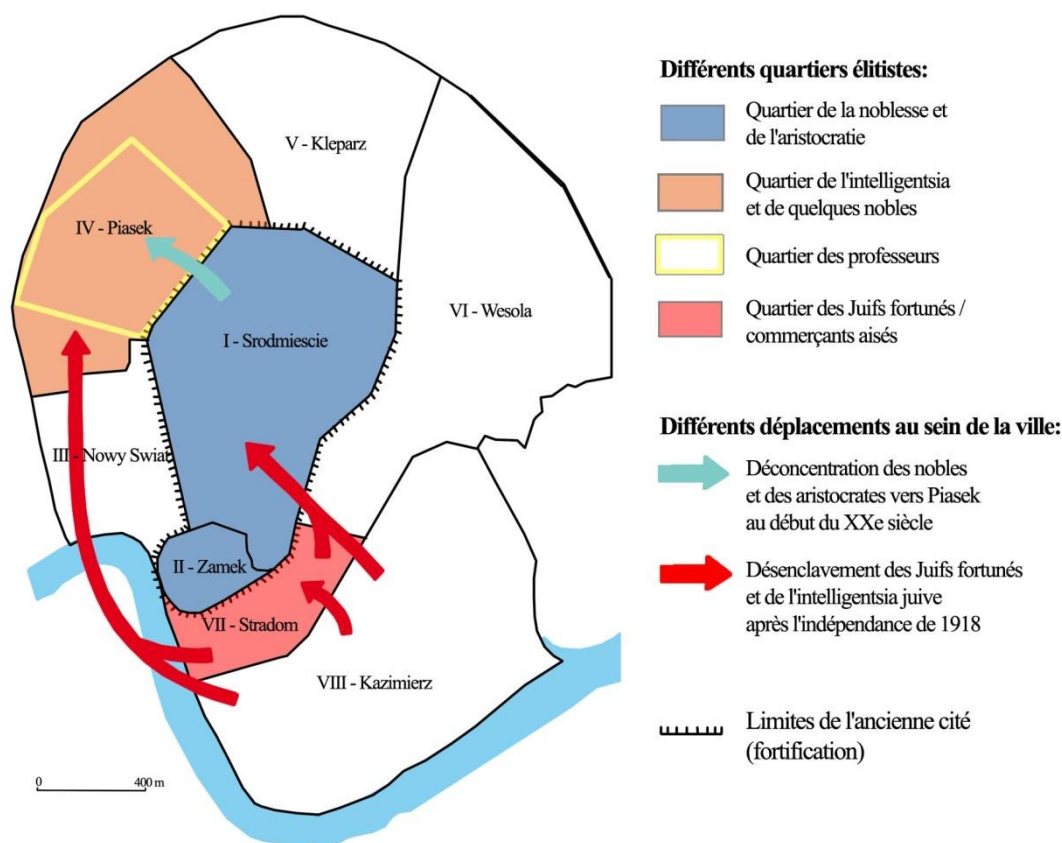 V - Kleparz
IV - Piasek
VI - Wesola
I - Srodmiescie
III - Nowy Swiat
II - Zamek
VII - Stradom
VIII - Kazimierz
0 400 m
Différents quartiers élitistes:
Quartier de la noblesse et
de l'aristocratie
Quartier de l'intelligentsia
et de quelques nobles
Quartier des professeurs
Quartier des Juifs fortunés /
commerçants aisés
Différents déplacements au sein de la ville:
Déconcentration des nobles
et des aristocrates vers Piasek
au début du XXe siècle
Désenclavement des Juifs fortunés
et de l'intelligentsia juive
après l'indépendance de 1918
Limites de l'ancienne cité
(fortification)